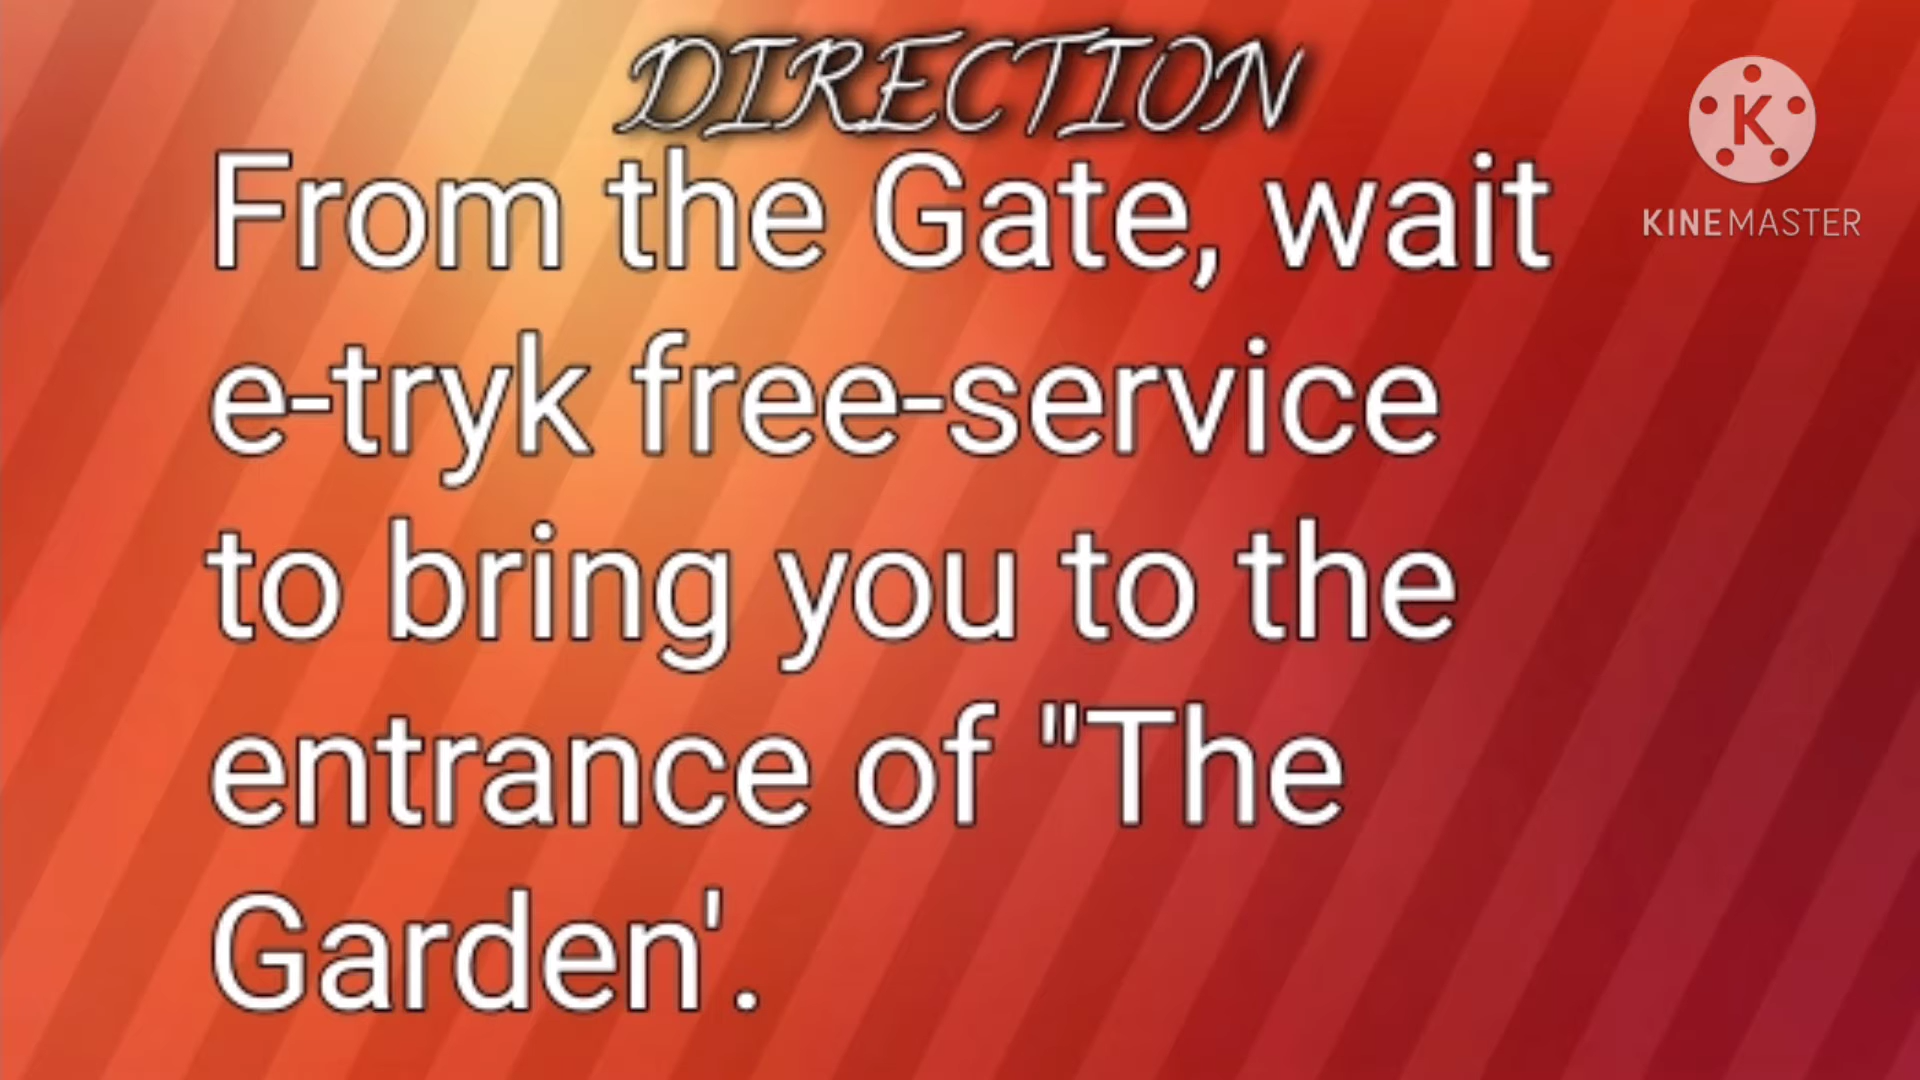 DIRECTION
From the Gate, wait
e-tryk free-service
to bring you to the
entrance of "The
Garden'.
K
KINEMASTER